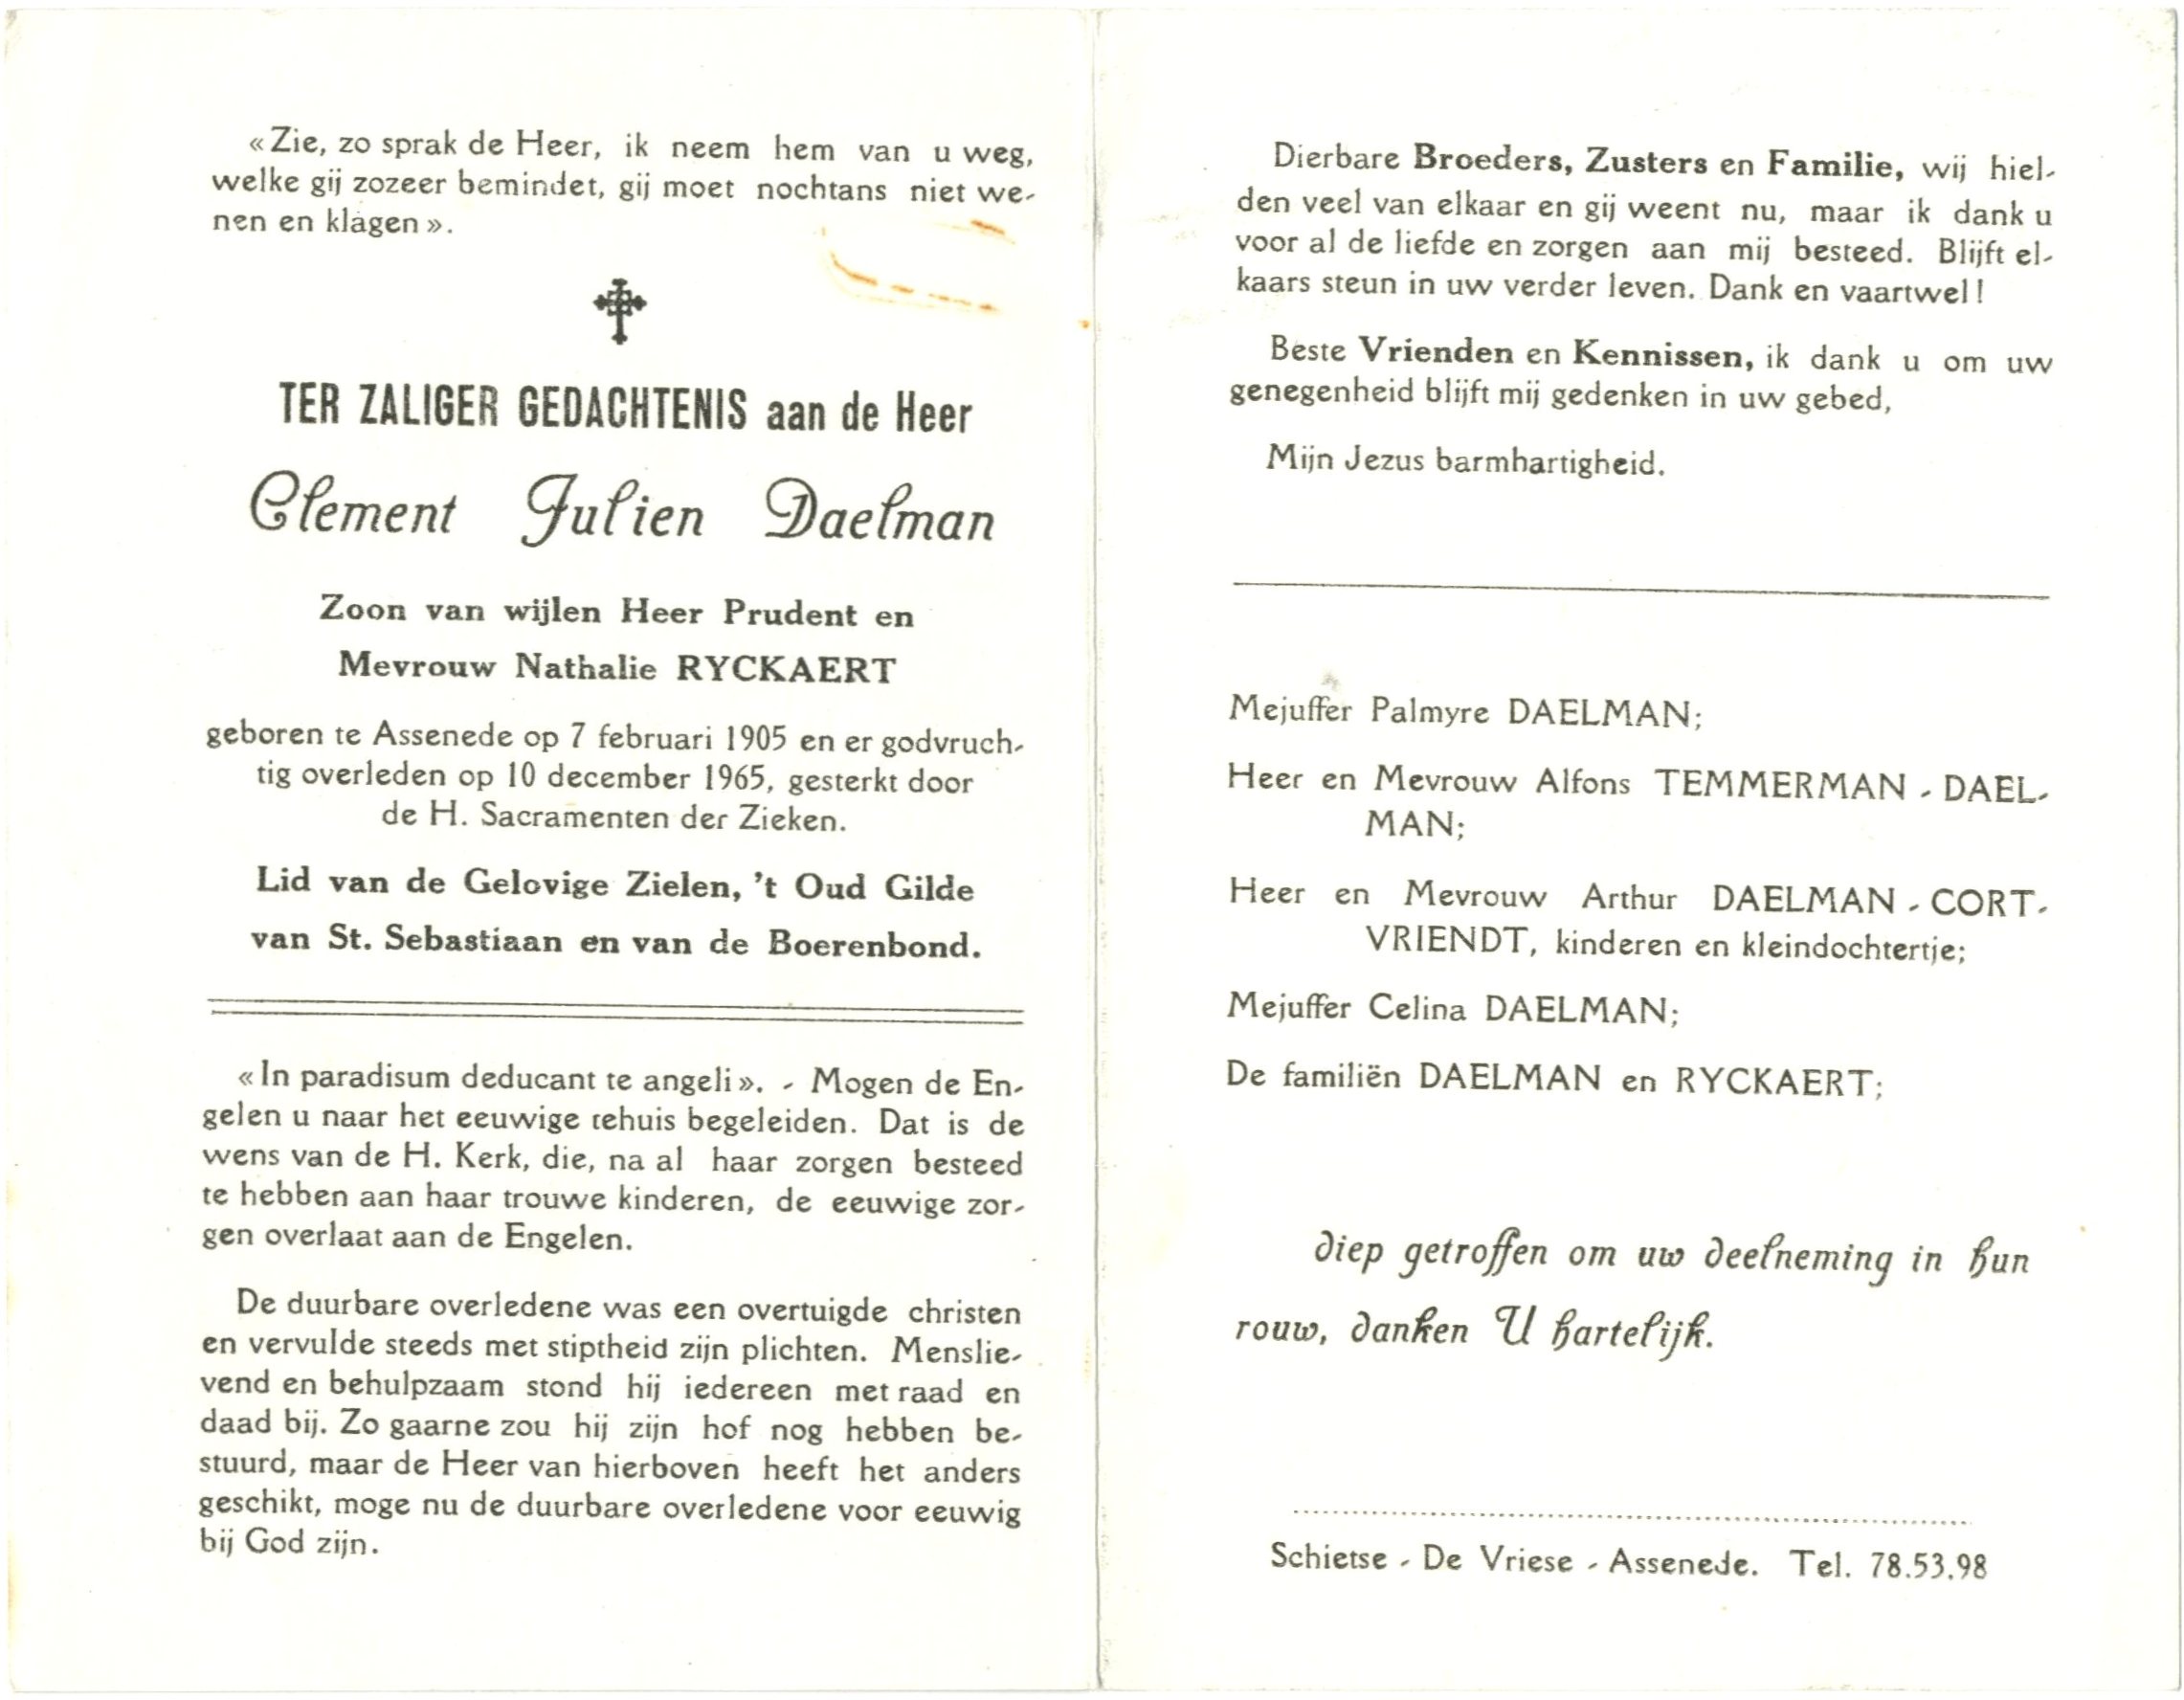 «Zie, zo sprak de Heer, ik neem hem van u weg,
welke gij zozeer bemindet, gij moet nochtans niet we-
nen en klagen».
TER ZALIGER GEDACHTENIS aan de Heer
Clement Julien Daelman
Zoon van wijlen Heer Prudent en
Mevrouw Nathalie RYCKAERT
geboren te Assenede op 7 februari 1905 en er godvruch-
tig overleden op 10 december 1965, gesterkt door
de H. Sacramenten der Zieken.
Lid van de Gelovige Zielen, 't Oud Gilde
van St. Sebastiaan en van de Boerenbond.
«In paradisum deducant te angeli». - Mogen de En-
gelen u naar het eeuwige tehuis begeleiden. Dat is de
wens van de H. Kerk, die, na al haar zorgen besteed
te hebben aan haar trouwe kinderen, de eeuwige zor-
gen overlaat aan de Engelen.
De duurbare overledene was een overtuigde christen
en vervulde steeds met stiptheid zijn plichten. Menslie-
vend en behulpzaam stond hij iedereen met raad en
daad bij. Zo gaarne zou hij zijn hof nog hebben be-
stuurd, maar de Heer van hierboven heeft het anders
geschikt, moge nu de duurbare overledene voor eeuwig
bij God zijn.
Dierbare Broeders, Zusters en Familie, wij hiel-
den veel van elkaar en gij weent nu, maar ik dank u
voor al de liefde en zorgen aan mij besteed. Blijft el-
kaars steun in uw verder leven. Dank en vaartwel!
Beste Vrienden en Kennissen, ik dank u om uw
genegenheid blijft mij gedenken in uw gebed,
Mijn Jezus barmhartigheid.
Mejuffer Palmyre DAELMAN;
Heer en Mevrouw Alfons TEMMERMAN - DAEL-
MAN;
Heer en Mevrouw Arthur DAELMAN - CORT-
VRIENDT, kinderen en kleindochtertje;
Mejuffer Celina DAELMAN;
De familiën DAELMAN en RYCKAERT;
diep getroffen om uw deelneming in hun
rouw, danken U hartelijk.
Schietse - De Vriese - Assenede. Tel. 78.53.98